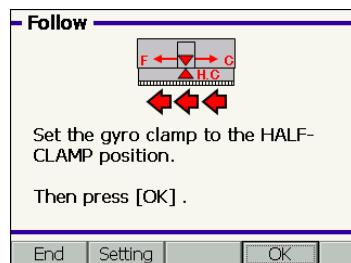 Follow
F C
H.C
Set the gyro clamp to the HALF-
CLAMP position.
Then press [OK] .
End Setting OK